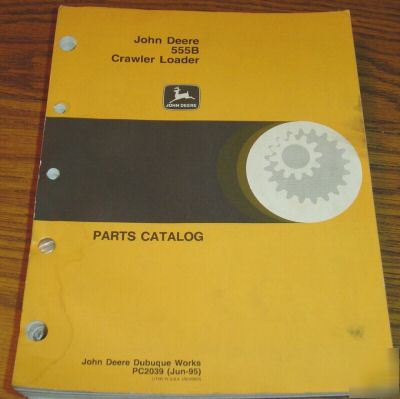 John Deere
555B
Crawler Loader
JOHN DEERE
PARTS CATALOG
John Deere Dubuque Works
PC2039 (Jun-95)